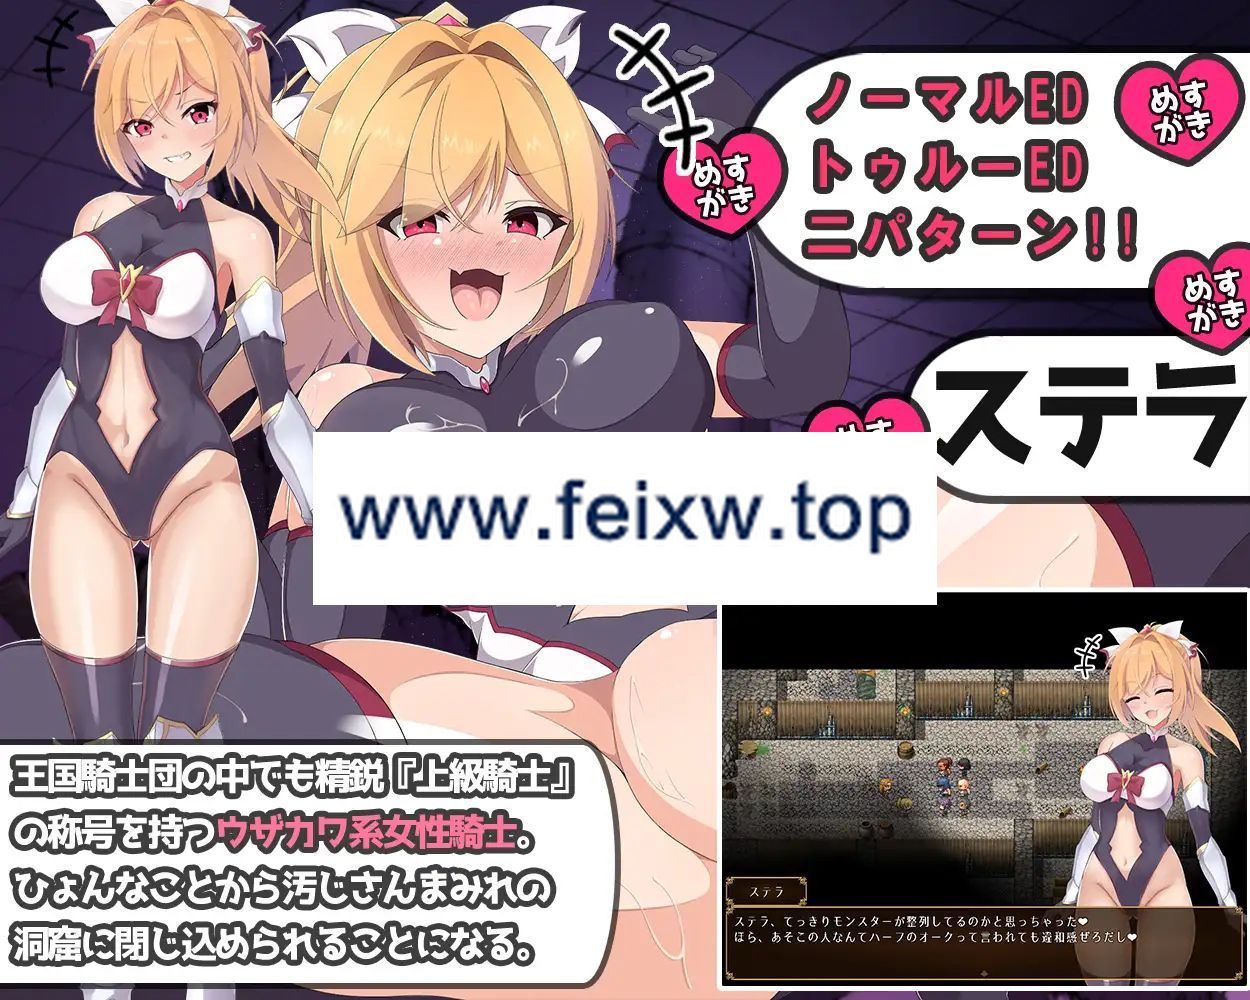 ノーマルED
トゥルーED
二パターン!!
めす
がき
めす
がき
めす
がき
めす
ステラ
www.feixw.top
王国騎士団の中でも精鋭『上級騎士』
の称号を持つウザカワ系女性騎士。
ひょんなことから汚じさんまみれの
洞窟に閉じ込められることになる。
ステラ
ステラ、てっきりモンスターが整列してるのかと思っちゃった❤
ほら、あそこの人なんてハーフのオークって言われても違和感ぜろだし❤